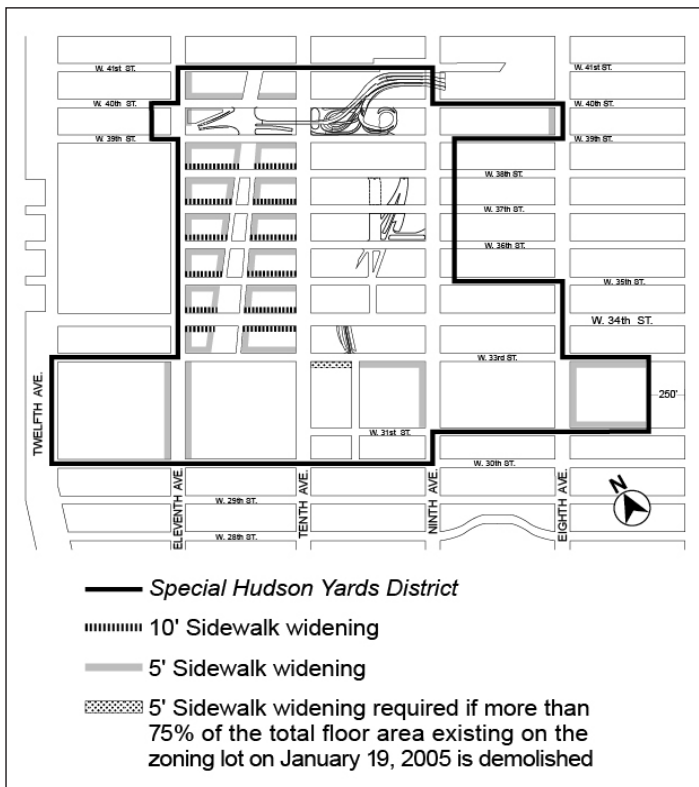 W. 41st ST.
W. 41st ST.
W. 40th ST.
W. 40th ST.
W. 39th ST.
W. 39th ST.
W. 38th ST.
W. 37th ST.
W. 36th ST.
W. 35th ST.
W. 34th ST.
W. 33rd ST.
TWELFTH AVE.
250'
W. 31st ST.
W. 30th ST.
ELEVENTH AVE.
TENTH AVE.
NINTH AVE.
EIGHTH AVE.
N
W. 29th ST.
W. 28th ST.
Special Hudson Yards District
10' Sidewalk widening
5' Sidewalk widening
5' Sidewalk widening required if more than
75% of the total floor area existing on the
zoning lot on January 19, 2005 is demolished